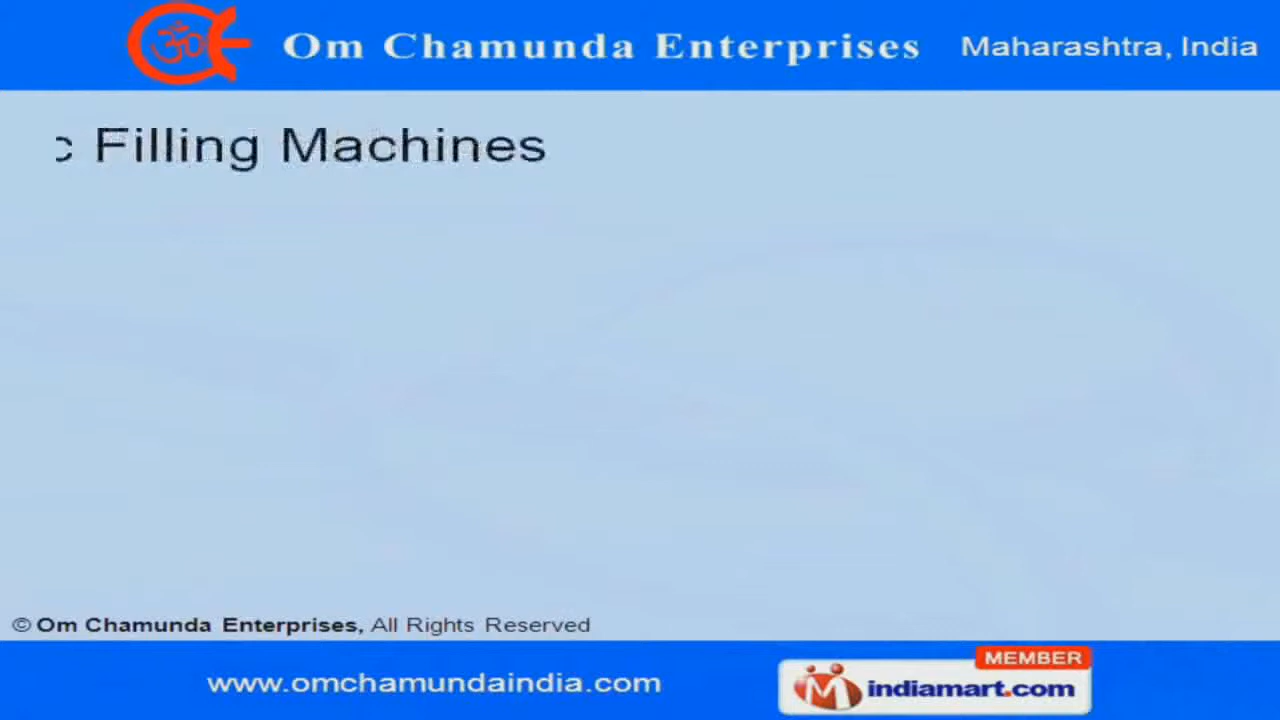 ॐ
Om Chamunda Enterprises
Maharashtra, India
c Filling Machines
© Om Chamunda Enterprises, All Rights Reserved
www.omchamundaindia.com
MEMBER
indiamart.com